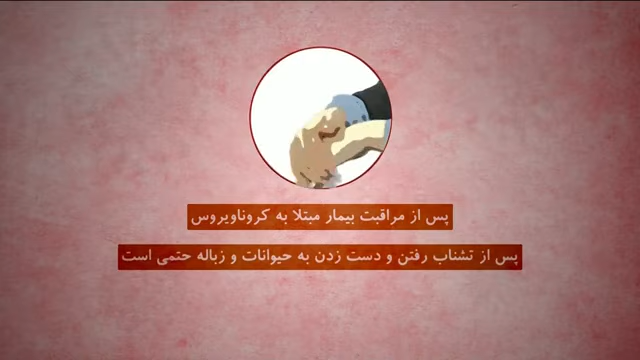 پس از مراقبت بیمار مبتلا به کروناویروس
پس از تشناب رفتن و دست زدن به حیوانات و زباله حتمی است